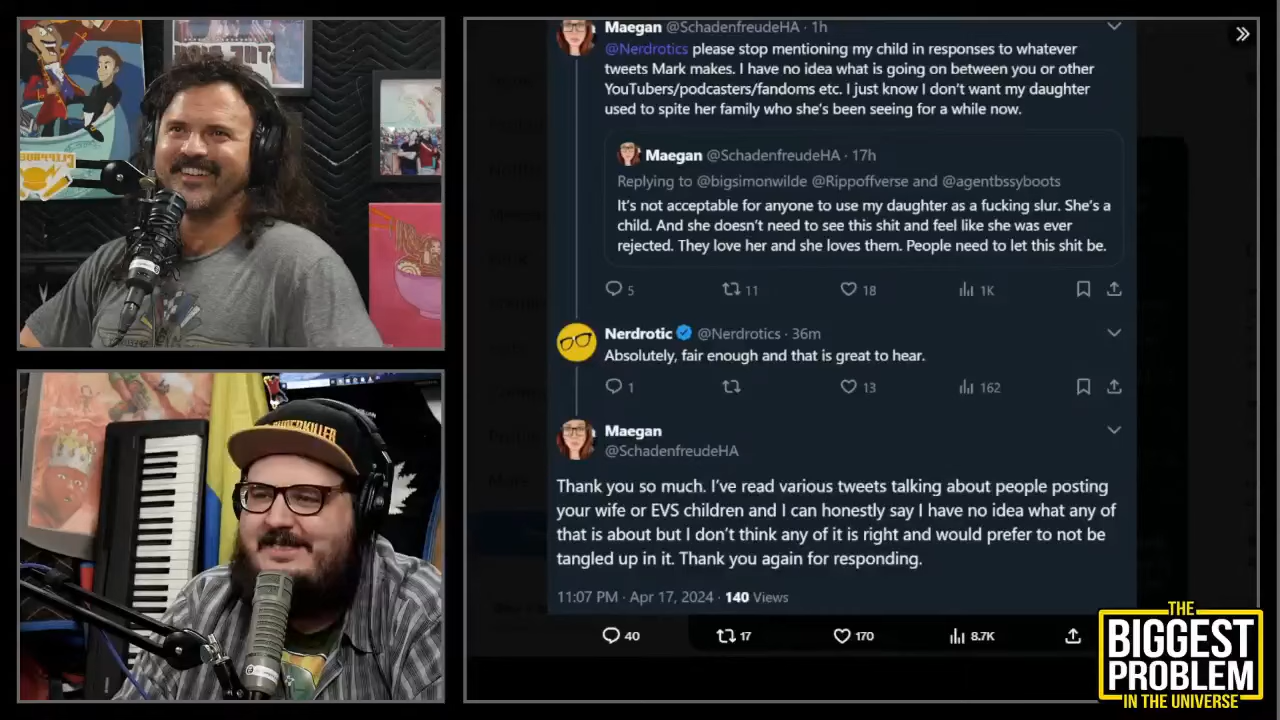 Maegan @SchadenfreudeHA · 1h
@Nerdrotics please stop mentioning my child in responses to whatever
tweets Mark makes. I have no idea what is going on between you or other
YouTubers/podcasters/fandoms etc. I just know I don't want my daughter
used to spite her family who she's been seeing for a while now.
Maegan @SchadenfreudeHA · 17h
Replying to @bigsimonwilde @Rippoffverse and @agentbssyboots
It's not acceptable for anyone to use my daughter as a fucking slur. She's a
child. And she doesn't need to see this shit and feel like she was ever
rejected. They love her and she loves them. People need to let this shit be.
5 11 18 1K
Nerdrotic @Nerdrotics · 36m
Absolutely, fair enough and that is great to hear.
1 13 162
Maegan
@SchadenfreudeHA
Thank you so much. I've read various tweets talking about people posting
your wife or EVS children and I can honestly say I have no idea what any of
that is about but I don't think any of it is right and would prefer to not be
tangled up in it. Thank you again for responding.
11:07 PM · Apr 17, 2024 · 140 Views
40 17 170 8.7K
THE
BIGGEST
PROBLEM
IN THE UNIVERSE